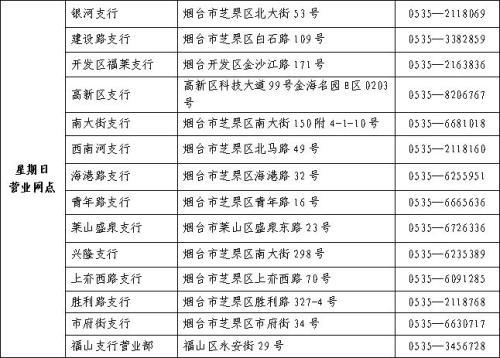 星期日
营业网点
银河支行 烟台市芝罘区北大街 53 号 0535—2118069
建设路支行 烟台市芝罘区白石路 109 号 0535—3382859
开发区福莱支行 烟台开发区金沙江路 171 号 0535—2163836
高新区支行 高新区科技大道 99 号金海名园 B 区 0203 号 0535—8206767
南大街支行 烟台市芝罘区南大街 150 附 4-1-10 号 0535—6681018
西南河支行 烟台市芝罘区北马路 49 号 0535—2118160
海港路支行 烟台市芝罘区海港路 32 号 0535—6255951
青年路支行 烟台市芝罘区青年路 16 号 0535—6665636
莱山盛泉支行 烟台市莱山区盛泉东路 23 号 0535—6726336
兴隆支行 烟台市芝罘区南大街 298 号 0535—6235389
上夼西路支行 烟台市芝罘区上夼西路 70 号 0535—6091285
胜利路支行 烟台市芝罘区胜利路 327-4 号 0535—2118768
市府街支行 烟台市芝罘区市府街 34 号 0535—6630717
福山支行营业部 福山区永安街 29 号 0535—3456728